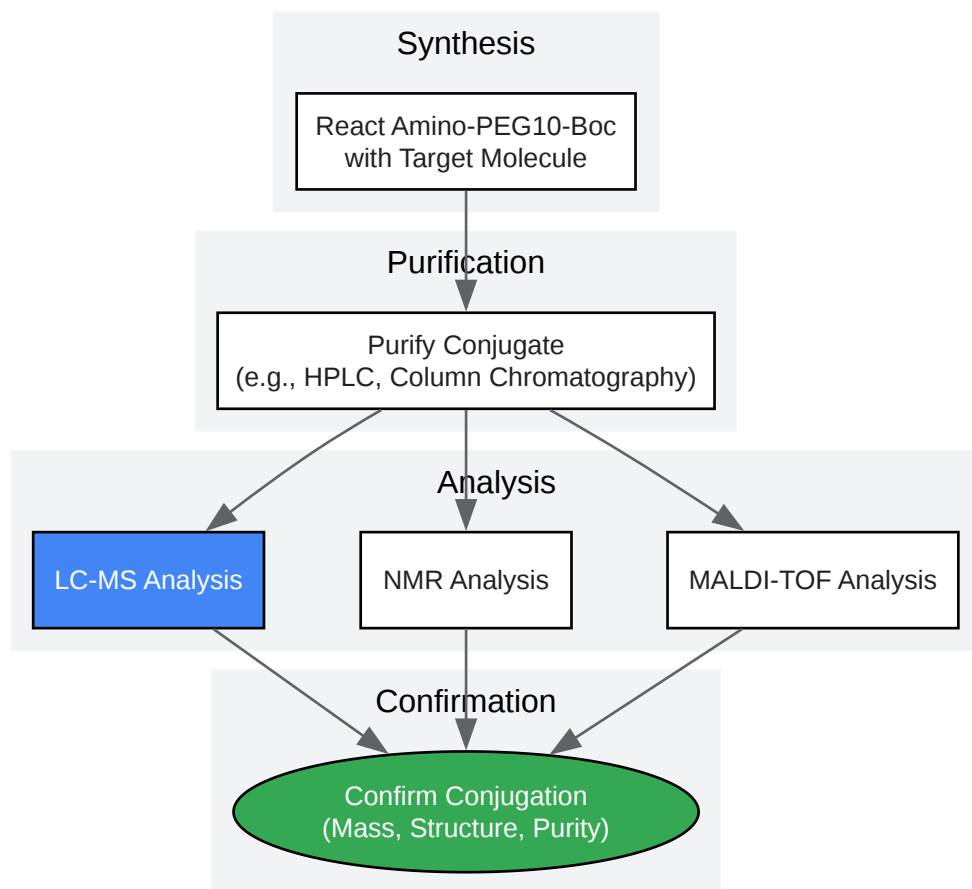 Synthesis
React Amino-PEG10-Boc
with Target Molecule
Purification
Purify Conjugate
(e.g., HPLC, Column Chromatography)
Analysis
LC-MS Analysis
NMR Analysis
MALDI-TOF Analysis
Confirmation
Confirm Conjugation
(Mass, Structure, Purity)